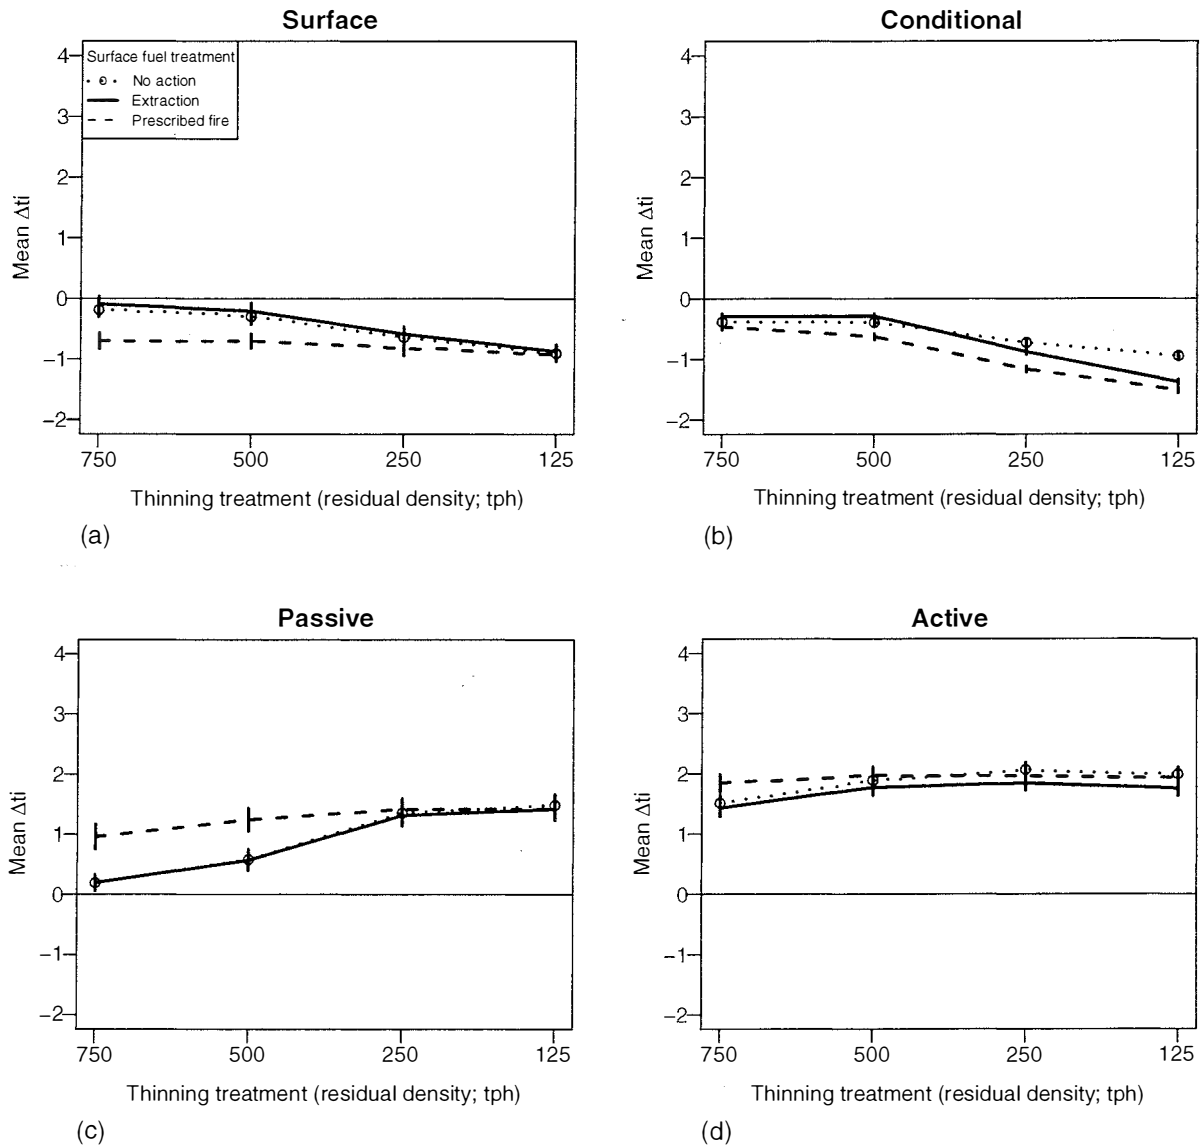 Surface
4
3
2
1
0
−1
−2
Mean Δti
Surface fuel treatment
No action
Extraction
Prescribed fire
750 500 250 125
Thinning treatment (residual density; tph)
(a)
Conditional
4
3
2
1
0
−1
−2
Mean Δti
750 500 250 125
Thinning treatment (residual density; tph)
(b)
Passive
4
3
2
1
0
−1
−2
Mean Δti
750 500 250 125
Thinning treatment (residual density; tph)
(c)
Active
4
3
2
1
0
−1
−2
Mean Δti
750 500 250 125
Thinning treatment (residual density; tph)
(d)